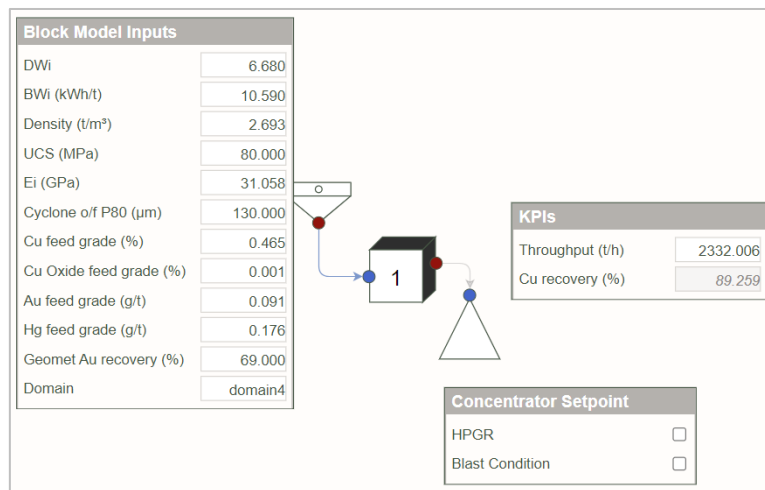 Block Model Inputs
DWi 6.680
BWi (kWh/t) 10.590
Density (t/m³) 2.693
UCS (MPa) 80.000
Ei (GPa) 31.058
Cyclone o/f P80 (µm) 130.000
Cu feed grade (%) 0.465
Cu Oxide feed grade (%) 0.001
Au feed grade (g/t) 0.091
Hg feed grade (g/t) 0.176
Geomet Au recovery (%) 69.000
Domain domain4
1
KPIs
Throughput (t/h) 2332.006
Cu recovery (%) 89.259
Concentrator Setpoint
HPGR
Blast Condition